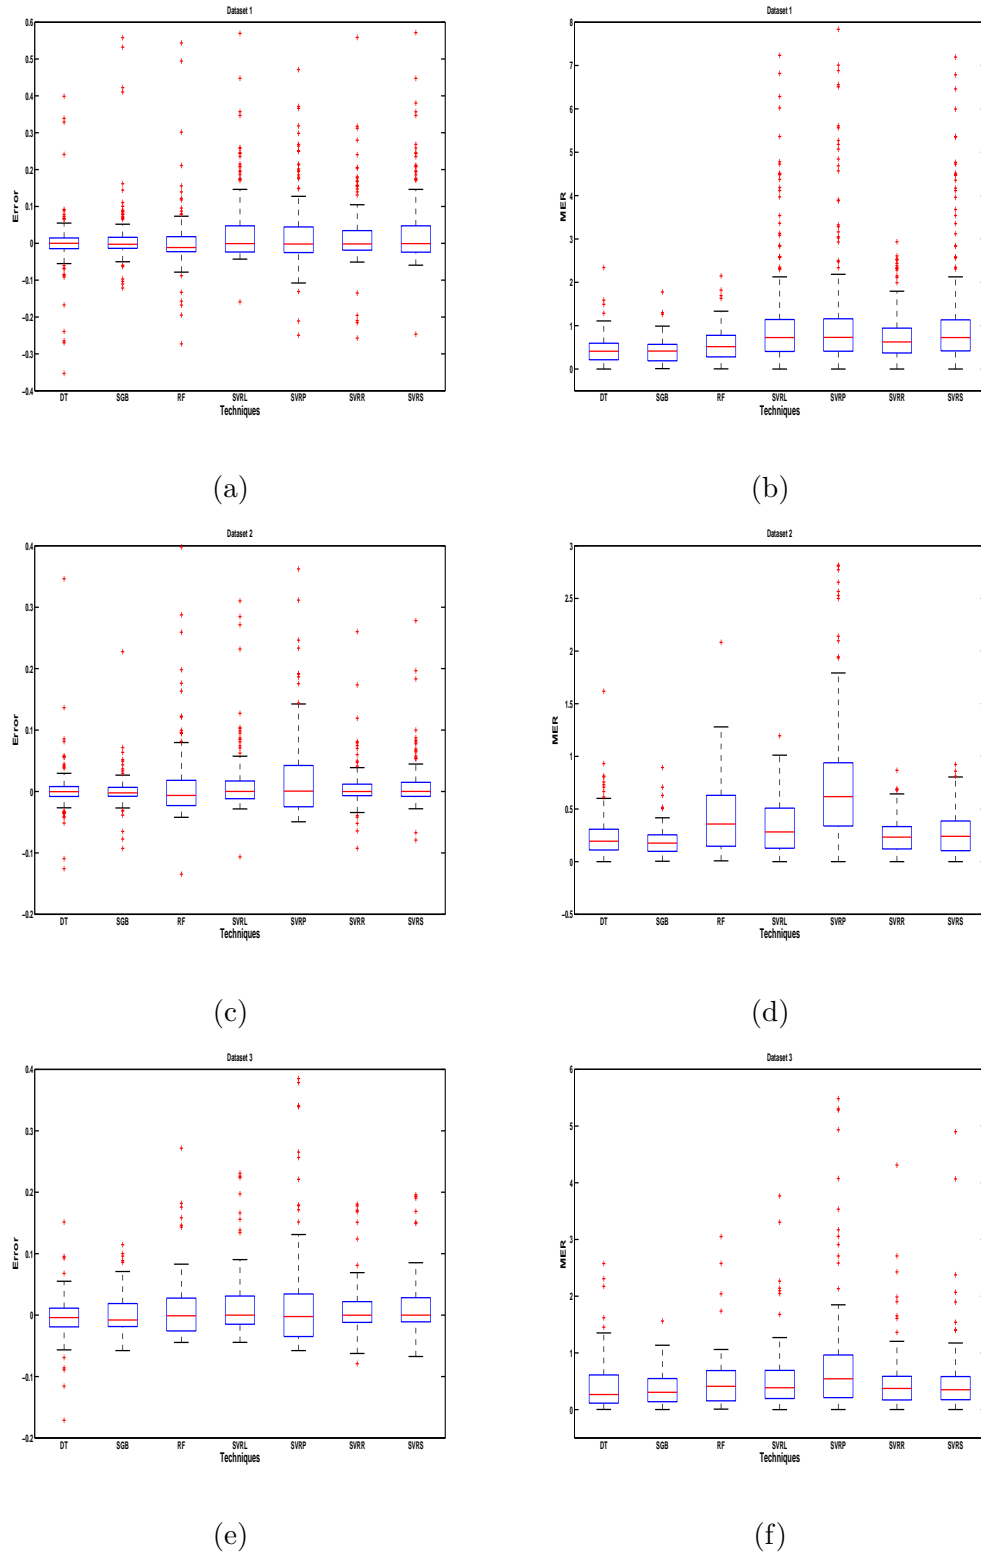 Dataset 1
0.6
0.5
0.4
0.3
0.2
0.1
0
−0.1
−0.2
−0.3
−0.4
Error
DT SGB RF SVRL SVRP SVRR SVRS
Techniques
(a)
Dataset 1
8
7
6
5
4
3
2
1
0
MER
DT SGB RF SVRL SVRP SVRR SVRS
Techniques
(b)
Dataset 2
0.4
0.3
0.2
0.1
0
−0.1
−0.2
Error
DT SGB RF SVRL SVRP SVRR SVRS
Techniques
(c)
Dataset 2
3
2.5
2
1.5
1
0.5
0
−0.5
MER
DT SGB RF SVRL SVRP SVRR SVRS
Techniques
(d)
Dataset 3
0.4
0.3
0.2
0.1
0
−0.1
−0.2
Error
DT SGB RF SVRL SVRP SVRR SVRS
Techniques
(e)
Dataset 3
6
5
4
3
2
1
0
MER
DT SGB RF SVRL SVRP SVRR SVRS
Techniques
(f)